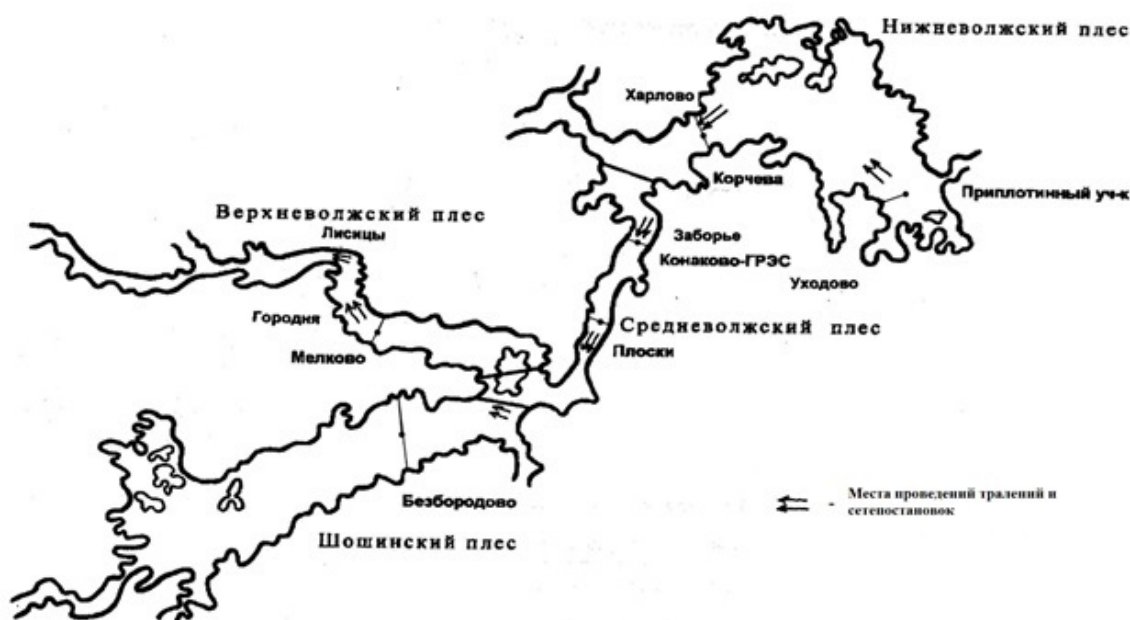 Нижневолжский плес
Харлово
Корчева
Приплотинный уч-к
Верхневолжский плес
Лисицы
Заборье
Конаково-ГРЭС
Уходово
Городня
Средневолжский плес
Мелково
Плоски
Безбородово
Места проведений тралений и
сетепостановок
Шошинский плес